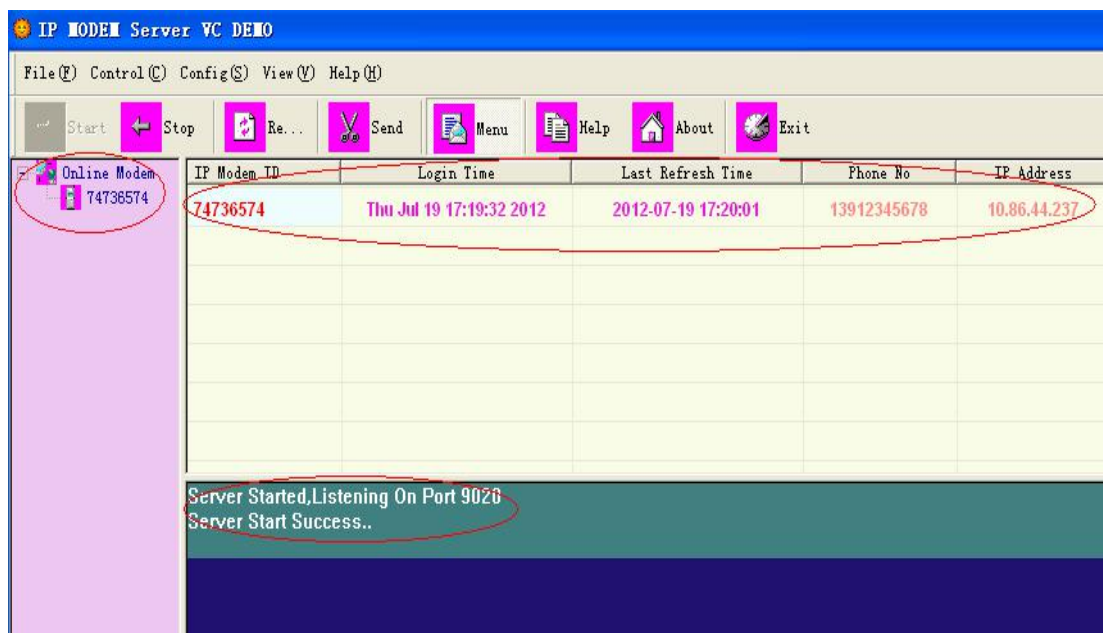 IP MODEM Server VC DEMO
File(F) Control(C) Config(S) View(V) Help(H)
Start Stop Re... Send Menu Help About Exit
Online Modem
74736574
IP Modem ID Login Time Last Refresh Time Phone No IP Address
74736574 Thu Jul 19 17:19:32 2012 2012-07-19 17:20:01 13912345678 10.86.44.237
Server Started,Listening On Port 9020
Server Start Success..